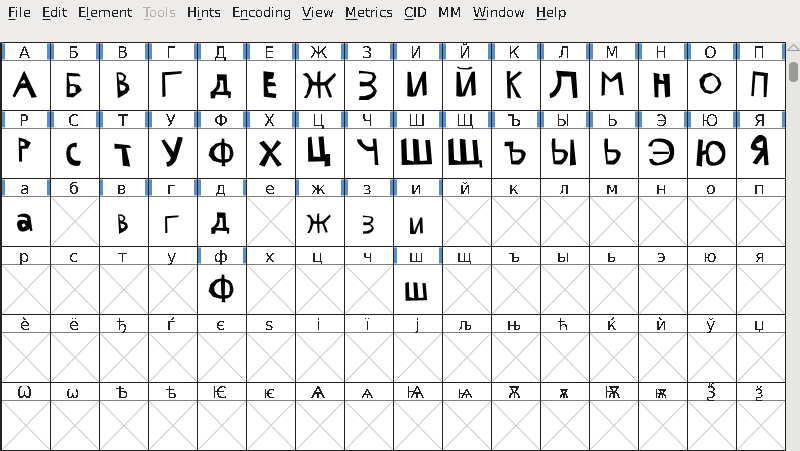 File Edit Element Tools Hints Encoding View Metrics CID MM Window Help
А Б В Г Д Е Ж З И Й К Л М Н О П
А Б В Г Д Е Ж З И Й К Л М Н О П
Р С Т У Ф Х Ц Ч Ш Щ Ъ Ы Ь Э Ю Я
Р С Т У Ф Х Ц Ч Ш Щ Ъ Ы Ь Э Ю Я
а б в г д е ж з и й к л м н о п
а в г д ж з и
р с т у ф х ц ч ш щ ъ ы ь э ю я
ф ш
ѐ ё ђ ѓ є ѕ і ї ј љ њ ћ ќ ѝ ў џ
Ѡ ѡ Ѣ ѣ Ѥ ѥ Ѧ ѧ Ѩ ѩ Ѫ ѫ Ѭ ѭ Ѯ ѯ